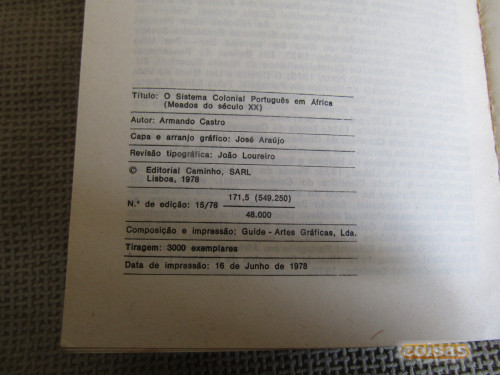 Título: O Sistema Colonial Português em Africa
(Meados do século XX)
Autor: Armando Castro
Capa e arranjo gráfico: José Araújo
Revisão tipográfica: João Loureiro
© Editorial Caminho, SARL
Lisboa, 1978
171,5 (549.250)
N.º de edição: 15/78
48.000
Composição e impressão: Guide - Artes Gráficas, Lda.
Tiragem: 3000 exemplares
Data de impressão: 16 de Junho de 1978
coisas